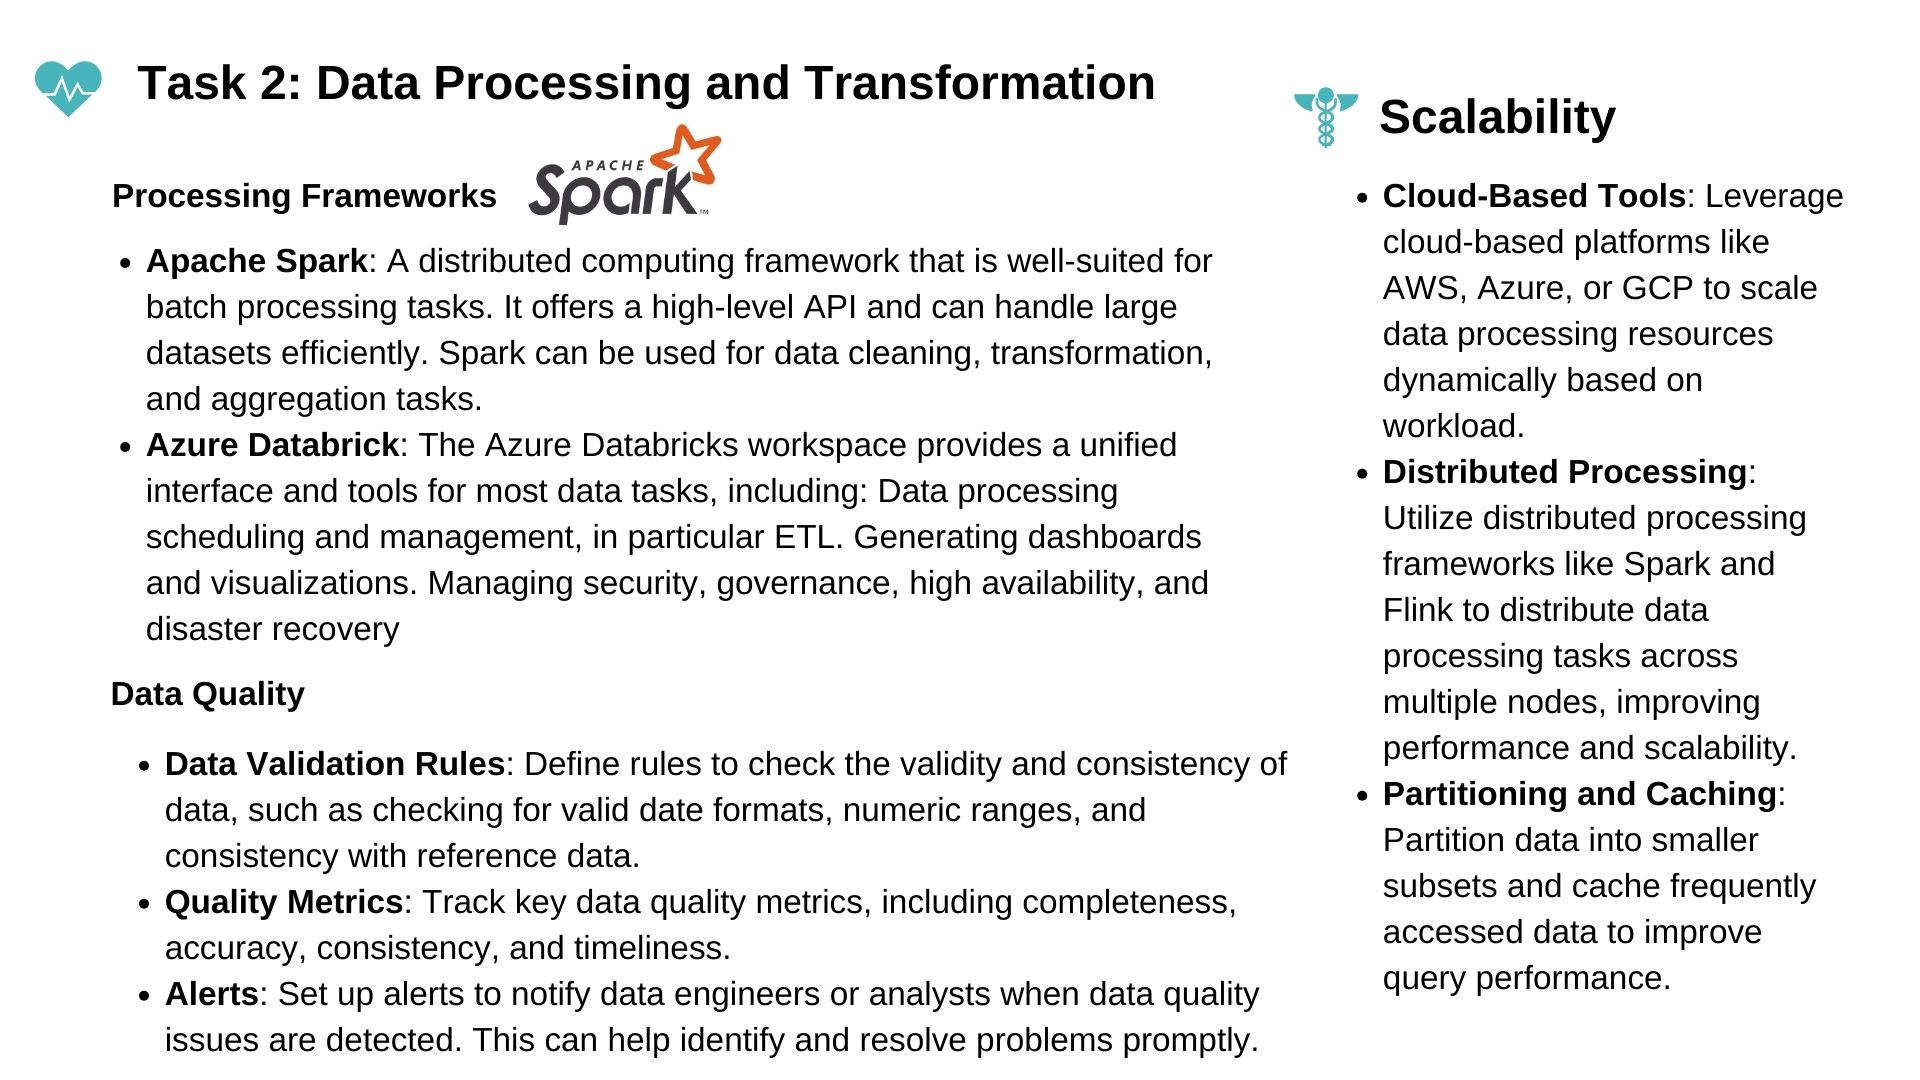 Task 2: Data Processing and Transformation
APACHE
Spark™
Processing Frameworks
• Apache Spark: A distributed computing framework that is well-suited for
batch processing tasks. It offers a high-level API and can handle large
datasets efficiently. Spark can be used for data cleaning, transformation,
and aggregation tasks.
• Azure Databrick: The Azure Databricks workspace provides a unified
interface and tools for most data tasks, including: Data processing
scheduling and management, in particular ETL. Generating dashboards
and visualizations. Managing security, governance, high availability, and
disaster recovery
Data Quality
• Data Validation Rules: Define rules to check the validity and consistency of
data, such as checking for valid date formats, numeric ranges, and
consistency with reference data.
• Quality Metrics: Track key data quality metrics, including completeness,
accuracy, consistency, and timeliness.
• Alerts: Set up alerts to notify data engineers or analysts when data quality
issues are detected. This can help identify and resolve problems promptly.
Scalability
• Cloud-Based Tools: Leverage
cloud-based platforms like
AWS, Azure, or GCP to scale
data processing resources
dynamically based on
workload.
• Distributed Processing:
Utilize distributed processing
frameworks like Spark and
Flink to distribute data
processing tasks across
multiple nodes, improving
performance and scalability.
• Partitioning and Caching:
Partition data into smaller
subsets and cache frequently
accessed data to improve
query performance.